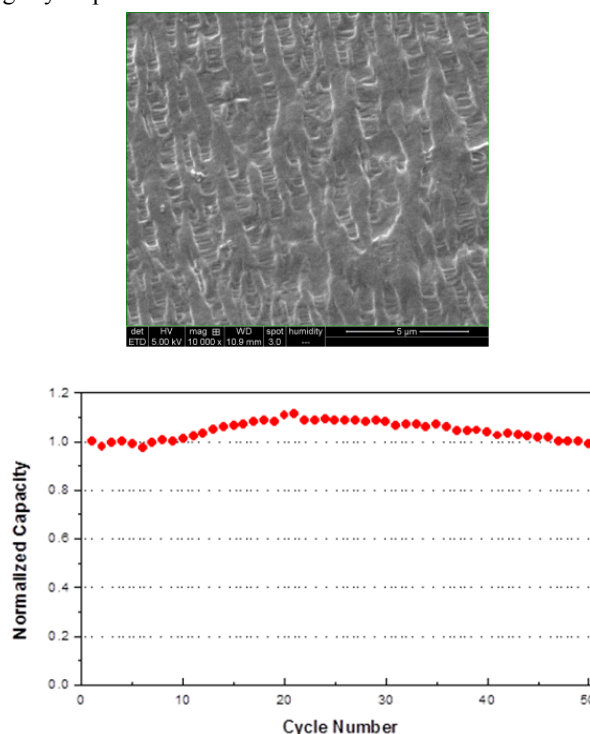 det HV mag ⊞ WD spot humidity 5 µm
ETD 5.00 kV 10 000 x 10.9 mm 3.0 ---
1.2
1.0
0.8
0.6
0.4
0.2
0.0
Normalized Capacity
0 10 20 30 40 50
Cycle Number